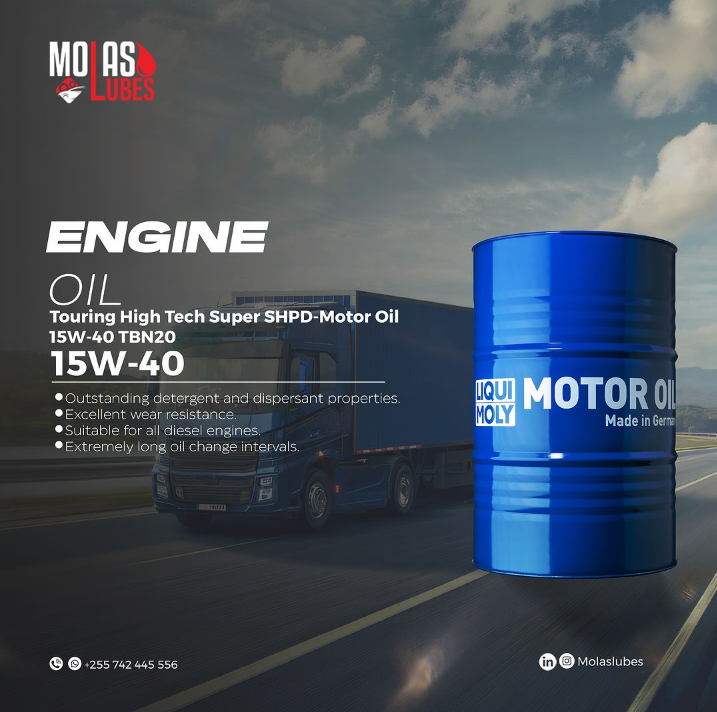 MOLAS
LUBES
ENGINE
OIL
Touring High Tech Super SHPD-Motor Oil
15W-40 TBN20
15W-40
Outstanding detergent and dispersant properties.
Excellent wear resistance.
Suitable for all diesel engines.
Extremely long oil change intervals.
LIQUI
MOLY
MOTOR OIL
Made in German
+255 742 445 556
in Molaslubes